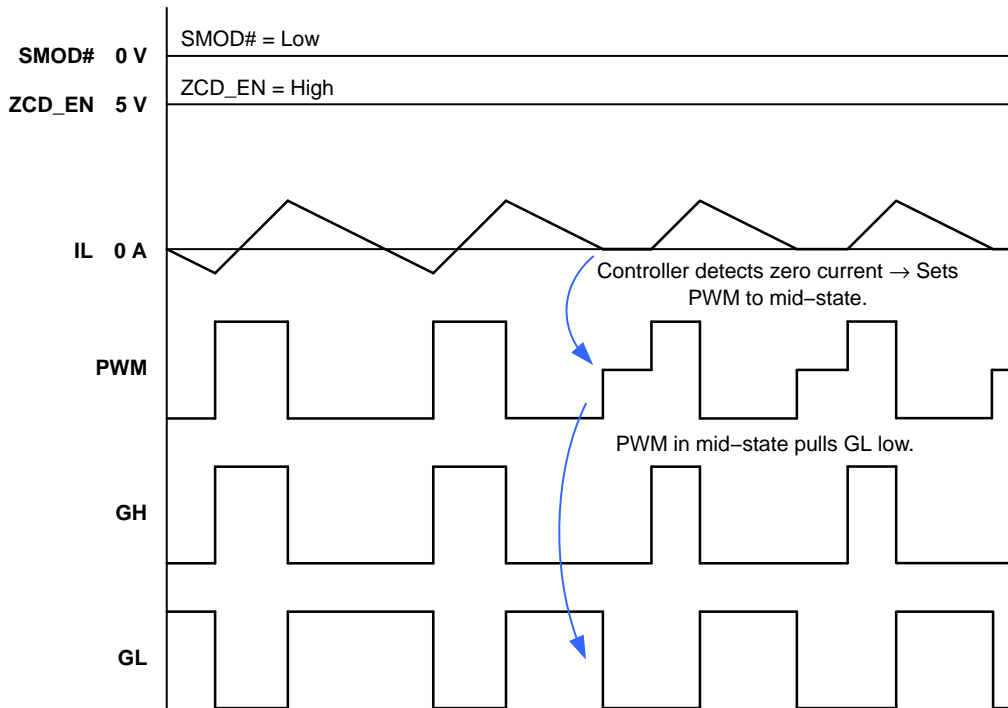 SMOD# = Low
SMOD# 0 V
ZCD_EN = High
ZCD_EN 5 V
IL 0 A
Controller detects zero current → Sets
PWM to mid−state.
PWM
PWM in mid−state pulls GL low.
GH
GL